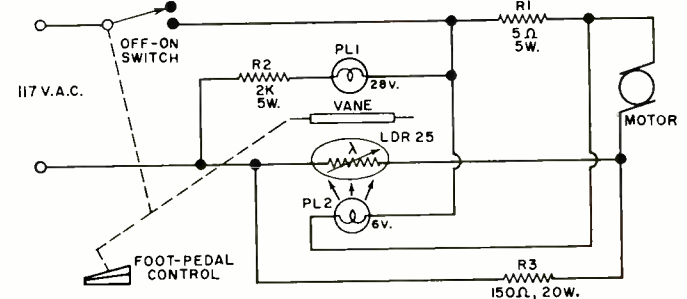 R1
5Ω
5W.
OFF-ON
SWITCH
PL1
28V.
R2
2K
5W.
117 V.A.C.
VANE
MOTOR
LDR 25
λ
PL2
6V.
FOOT-PEDAL
CONTROL
R3
150Ω, 20W.